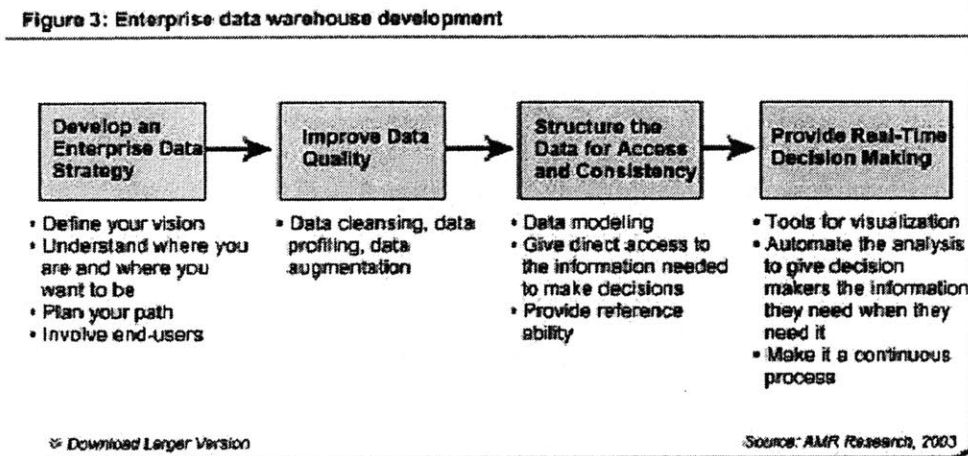 Figure 3: Enterprise data warehouse development
Develop an
Enterprise Data
Strategy
Improve Data
Quality
Structure the
Data for Access
and Consistency
Provide Real-Time
Decision Making
• Define your vision
• Understand where you
are and where you
want to be
• Plan your path
• Involve end-users
• Data cleansing, data
profiling, data
augmentation
• Data modeling
• Give direct access to
the information needed
to make decisions
• Provide reference
ability
• Tools for visualization
• Automate the analysis
to give decision
makers the information
they need when they
need it
• Make it a continuous
process
Download Larger Version
Source: AMR Research, 2003